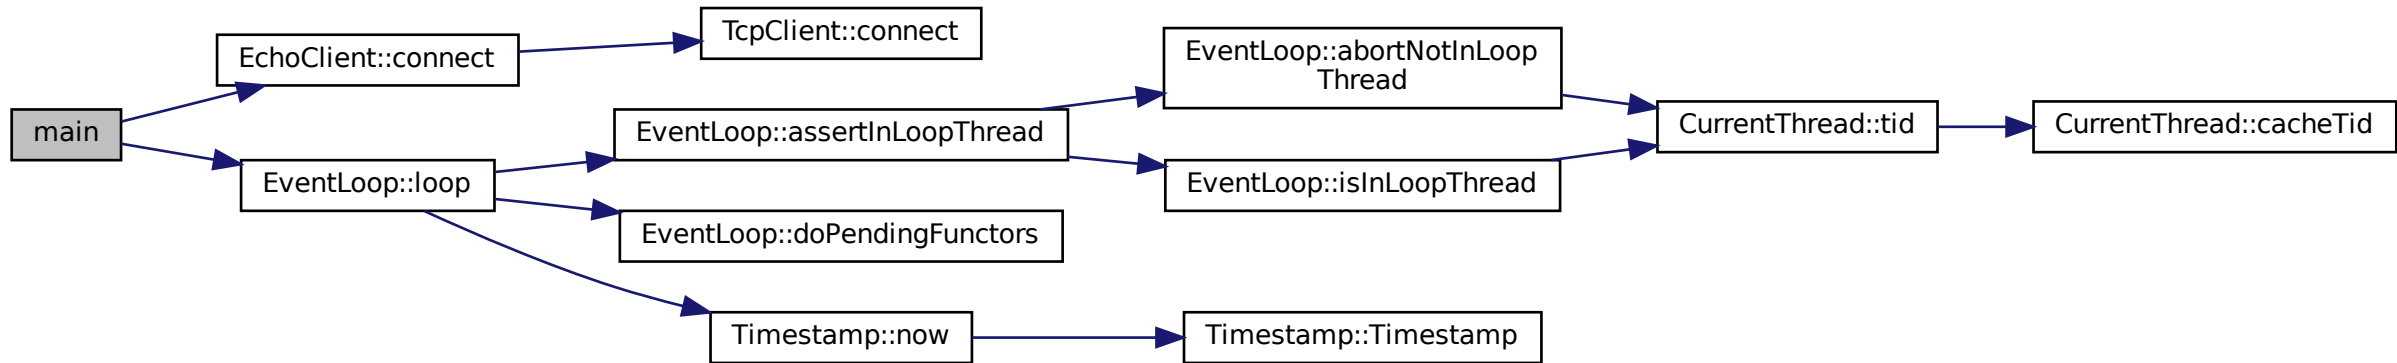 main
EchoClient::connect
TcpClient::connect
EventLoop::loop
EventLoop::assertInLoopThread
EventLoop::abortNotInLoop
Thread
EventLoop::isInLoopThread
CurrentThread::tid
CurrentThread::cacheTid
EventLoop::doPendingFunctors
Timestamp::now
Timestamp::Timestamp